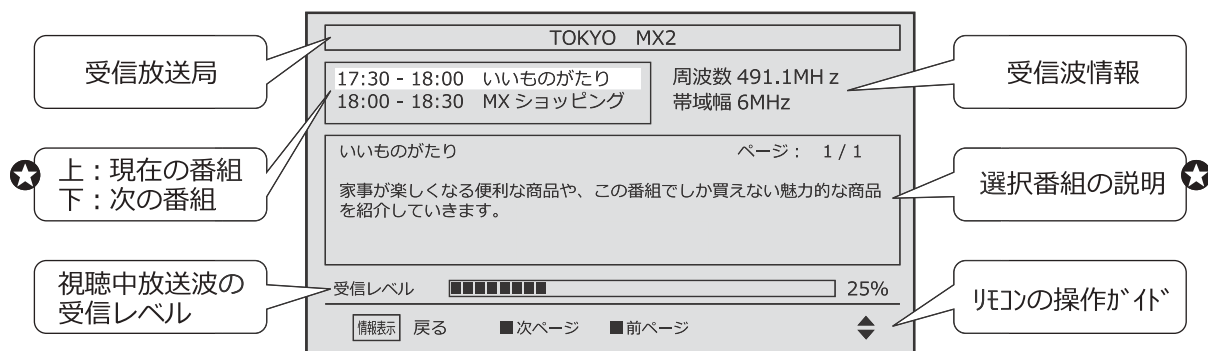 受信放送局
TOKYO MX2
受信波情報
17:30 - 18:00 いいものがたり
18:00 - 18:30 MX ショッピング
周波数 491.1MH z
帯域幅 6MHz
上：現在の番組
下：次の番組
いいものがたり ページ： 1 / 1
家事が楽しくなる便利な商品や、この番組でしか買えない魅力的な商品
を紹介していきます。
選択番組の説明
視聴中放送波の
受信レベル
受信レベル 25%
情報表示 戻る ■次ページ ■前ページ
ﾘﾓｺﾝの操作ｶﾞｲﾄﾞ